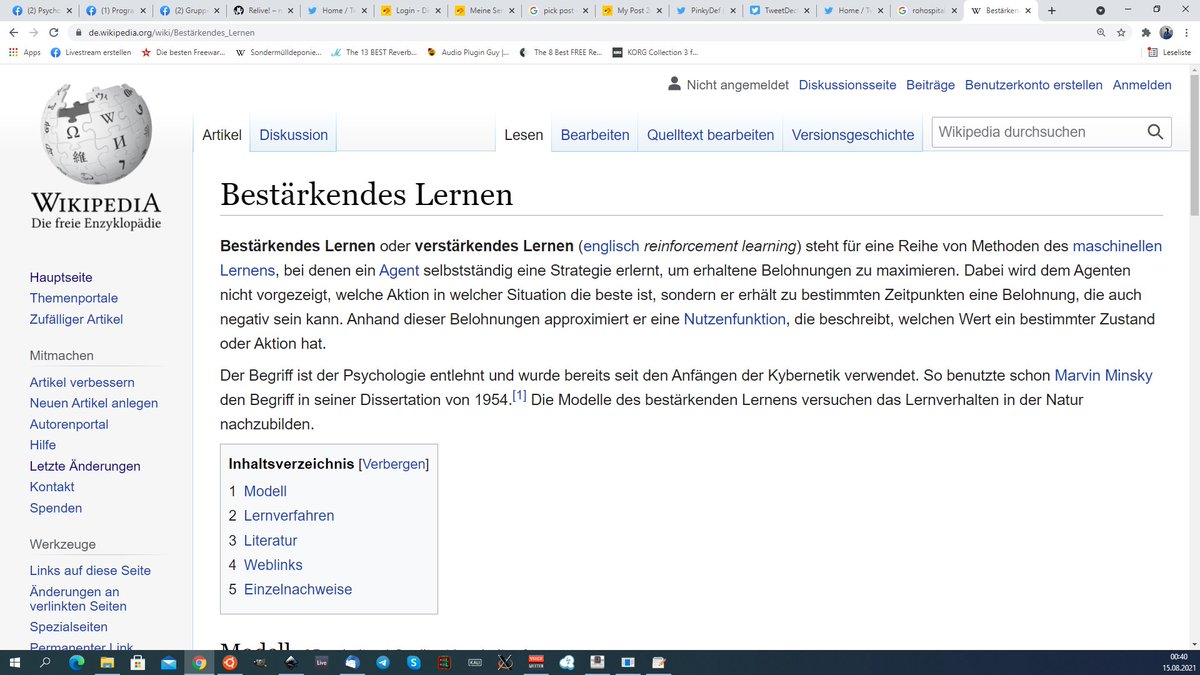 (2) Psycho
(1) Progra
(2) Grupp
Relive! – n
Home / T
Login - Di
Meine Ser
pick post
My Post 2
PinkyDef
TweetDec
Home / T
rohospital
Bestärken
de.wikipedia.org/wiki/Bestärkendes_Lernen
Apps
Livestream erstellen
Die besten Freewar...
Sondermülldeponie...
The 13 BEST Reverb...
Audio Plugin Guy |...
The 8 Best FREE Re...
KORG Collection 3 f...
Leseliste
Nicht angemeldet Diskussionsseite Beiträge Benutzerkonto erstellen Anmelden
Artikel Diskussion Lesen Bearbeiten Quelltext bearbeiten Versionsgeschichte Wikipedia durchsuchen
WIKIPEDIA
Die freie Enzyklopädie
Hauptseite
Themenportale
Zufälliger Artikel
Mitmachen
Artikel verbessern
Neuen Artikel anlegen
Autorenportal
Hilfe
Letzte Änderungen
Kontakt
Spenden
Werkzeuge
Links auf diese Seite
Änderungen an
verlinkten Seiten
Spezialseiten
Permanenter Link
Bestärkendes Lernen
Bestärkendes Lernen oder verstärkendes Lernen (englisch reinforcement learning) steht für eine Reihe von Methoden des maschinellen
Lernens, bei denen ein Agent selbstständig eine Strategie erlernt, um erhaltene Belohnungen zu maximieren. Dabei wird dem Agenten
nicht vorgezeigt, welche Aktion in welcher Situation die beste ist, sondern er erhält zu bestimmten Zeitpunkten eine Belohnung, die auch
negativ sein kann. Anhand dieser Belohnungen approximiert er eine Nutzenfunktion, die beschreibt, welchen Wert ein bestimmter Zustand
oder Aktion hat.
Der Begriff ist der Psychologie entlehnt und wurde bereits seit den Anfängen der Kybernetik verwendet. So benutzte schon Marvin Minsky
den Begriff in seiner Dissertation von 1954.[1] Die Modelle des bestärkenden Lernens versuchen das Lernverhalten in der Natur
nachzubilden.
Inhaltsverzeichnis [Verbergen]
1 Modell
2 Lernverfahren
3 Literatur
4 Weblinks
5 Einzelnachweise
Modell
Live
00:40
15.08.2021